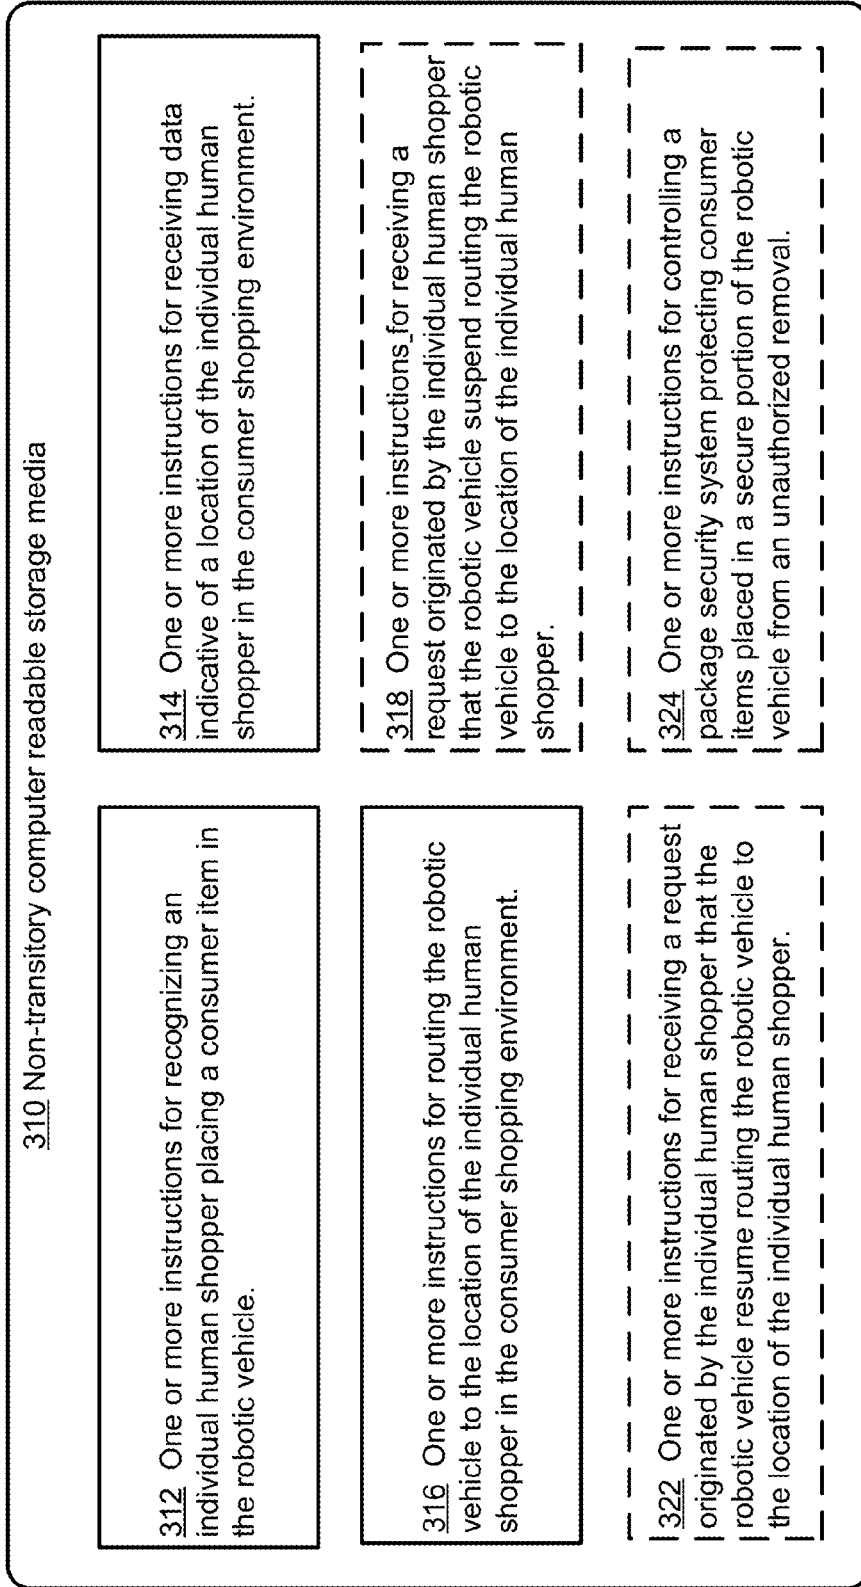 310 Non-transitory computer readable storage media
312 One or more instructions for recognizing an
individual human shopper placing a consumer item in
the robotic vehicle.
314 One or more instructions for receiving data
indicative of a location of the individual human
shopper in the consumer shopping environment.
316 One or more instructions for routing the robotic
vehicle to the location of the individual human
shopper in the consumer shopping environment.
318 One or more instructions for receiving a
request originated by the individual human shopper
that the robotic vehicle suspend routing the robotic
vehicle to the location of the individual human
shopper.
322 One or more instructions for receiving a request
originated by the individual human shopper that the
robotic vehicle resume routing the robotic vehicle to
the location of the individual human shopper.
324 One or more instructions for controlling a
package security system protecting consumer
items placed in a secure portion of the robotic
vehicle from an unauthorized removal.